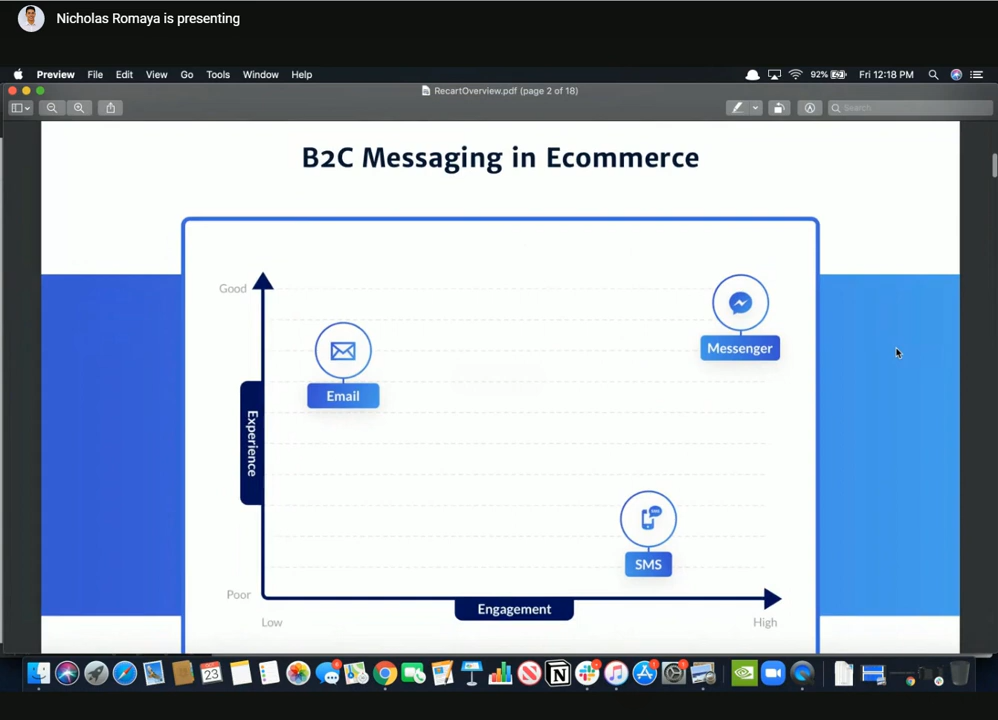 Nicholas Romaya is presenting
Preview File Edit View Go Tools Window Help 92% Fri 12:18 PM
RecartOverview.pdf (page 2 of 18)
Search
B2C Messaging in Ecommerce
Good
Messenger
Email
Experience
SMS
Poor
Engagement
Low High
23